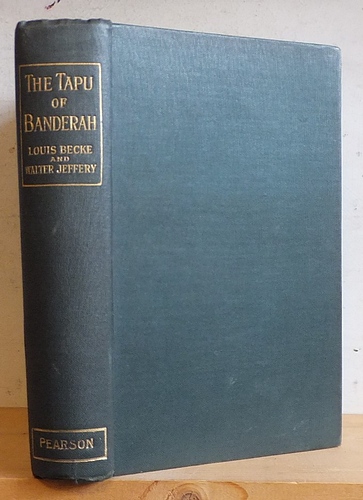 THE TAPU
OF
BANDERAH
LOUIS BECKE
AND
WALTER JEFFERY
PEARSON